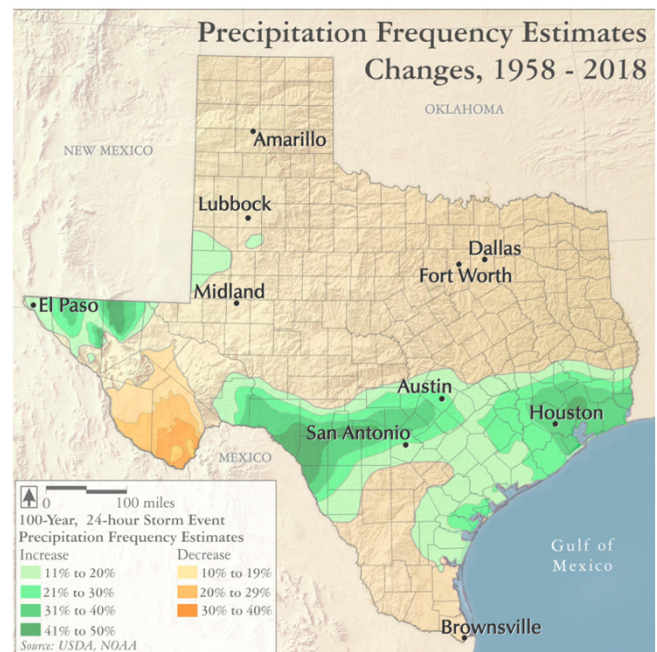 Precipitation Frequency Estimates
Changes, 1958 - 2018
OKLAHOMA
NEW MEXICO
Amarillo
Lubbock
Dallas
Fort Worth
Midland
El Paso
Austin
Houston
San Antonio
MEXICO
Gulf of
Mexico
Brownsville
0 100 miles
100-Year, 24-hour Storm Event
Precipitation Frequency Estimates
Increase Decrease
11% to 20% 10% to 19%
21% to 30% 20% to 29%
31% to 40% 30% to 40%
41% to 50%
Source: USDA, NOAA